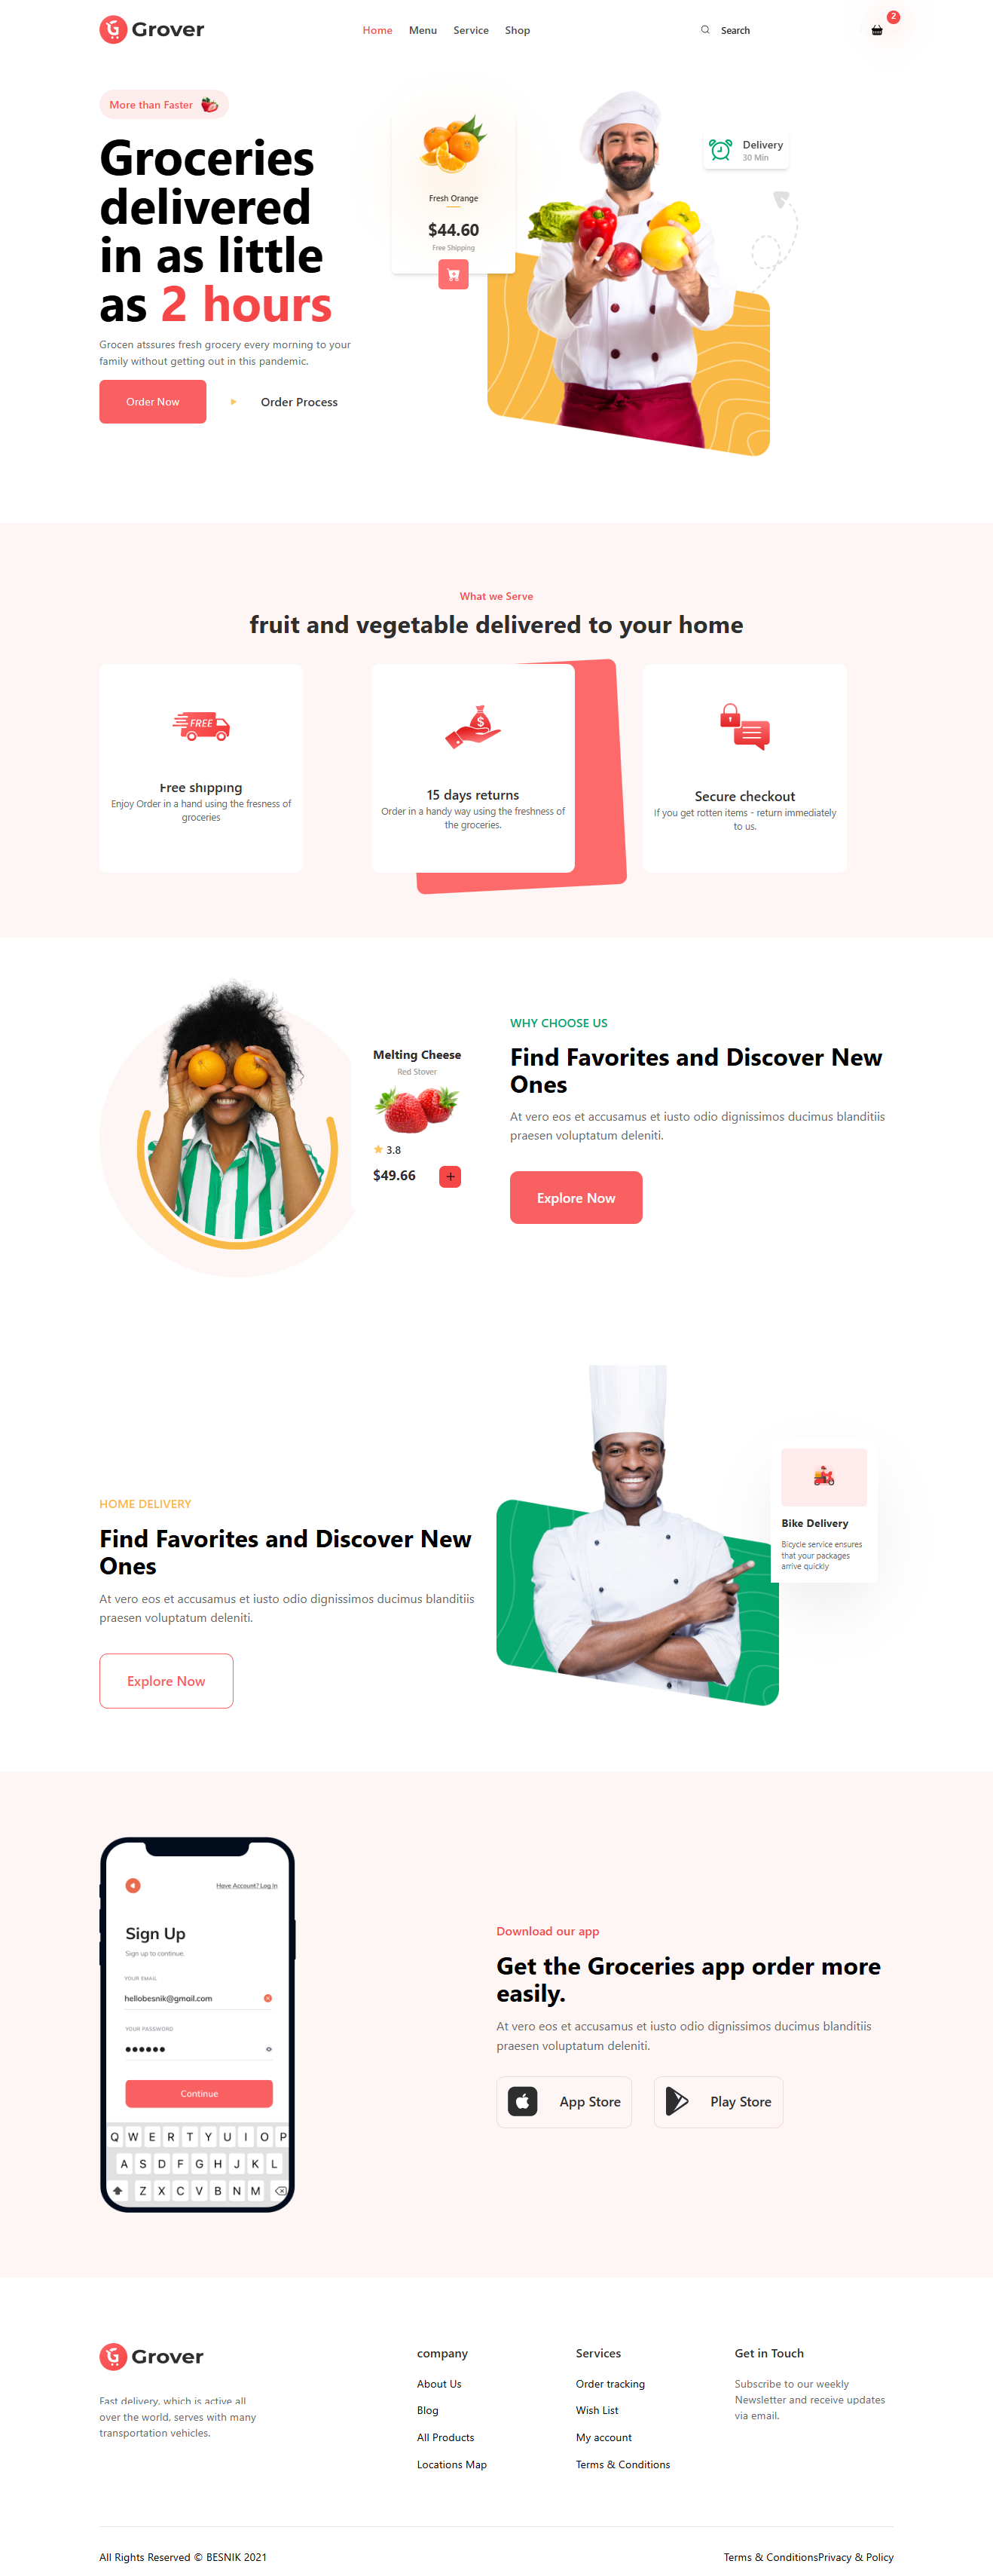 Grover
Home Menu Service Shop
Search
2
More than Faster
Groceries
delivered
in as little
as 2 hours
Grocen atssures fresh grocery every morning to your
family without getting out in this pandemic.
Order Now
Order Process
Fresh Orange
$44.60
Free Shipping
Delivery
30 Min
What we Serve
fruit and vegetable delivered to your home
FREE
Free shipping
Enjoy Order in a hand using the fresness of
groceries
$
15 days returns
Order in a handy way using the freshness of
the groceries.
Secure checkout
If you get rotten items - return immediately
to us.
Melting Cheese
Red Stover
3.8
$49.66
+
WHY CHOOSE US
Find Favorites and Discover New
Ones
At vero eos et accusamus et iusto odio dignissimos ducimus blanditiis
praesen voluptatum deleniti.
Explore Now
HOME DELIVERY
Find Favorites and Discover New
Ones
At vero eos et accusamus et iusto odio dignissimos ducimus blanditiis
praesen voluptatum deleniti.
Explore Now
Bike Delivery
Bicycle service ensures
that your packages
arrive quickly
Have Account? Log In
Sign Up
Sign up to continue.
YOUR EMAIL
hellobesnik@gmail.com
YOUR PASSWORD
Continue
Q W E R T Y U I O P
A S D F G H J K L
Z X C V B N M
Download our app
Get the Groceries app order more
easily.
At vero eos et accusamus et iusto odio dignissimos ducimus blanditiis
praesen voluptatum deleniti.
App Store
Play Store
Grover
Fast delivery, which is active all
over the world, serves with many
transportation vehicles.
company
About Us
Blog
All Products
Locations Map
Services
Order tracking
Wish List
My account
Terms & Conditions
Get in Touch
Subscribe to our weekly
Newsletter and receive updates
via email.
All Rights Reserved © BESNIK 2021
Terms & ConditionsPrivacy & Policy